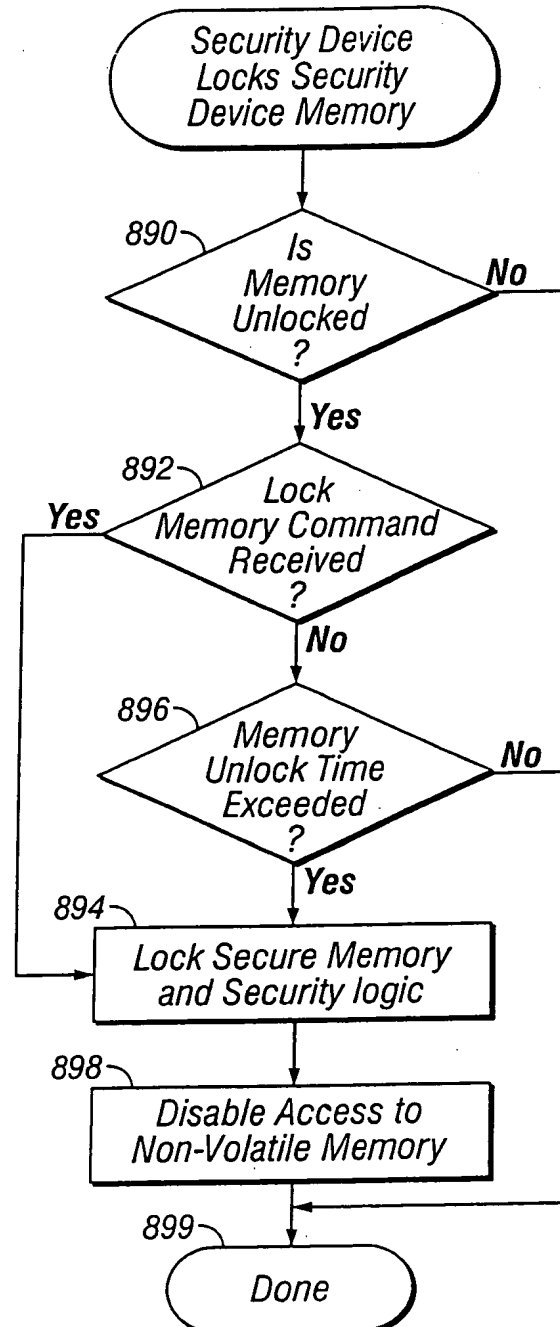 Security Device
Locks Security
Device Memory
890
Is
Memory
Unlocked
?
No
Yes
892
Lock
Memory Command
Received
?
Yes
No
896
Memory
Unlock Time
Exceeded
?
No
Yes
894
Lock Secure Memory
and Security logic
898
Disable Access to
Non-Volatile Memory
899
Done